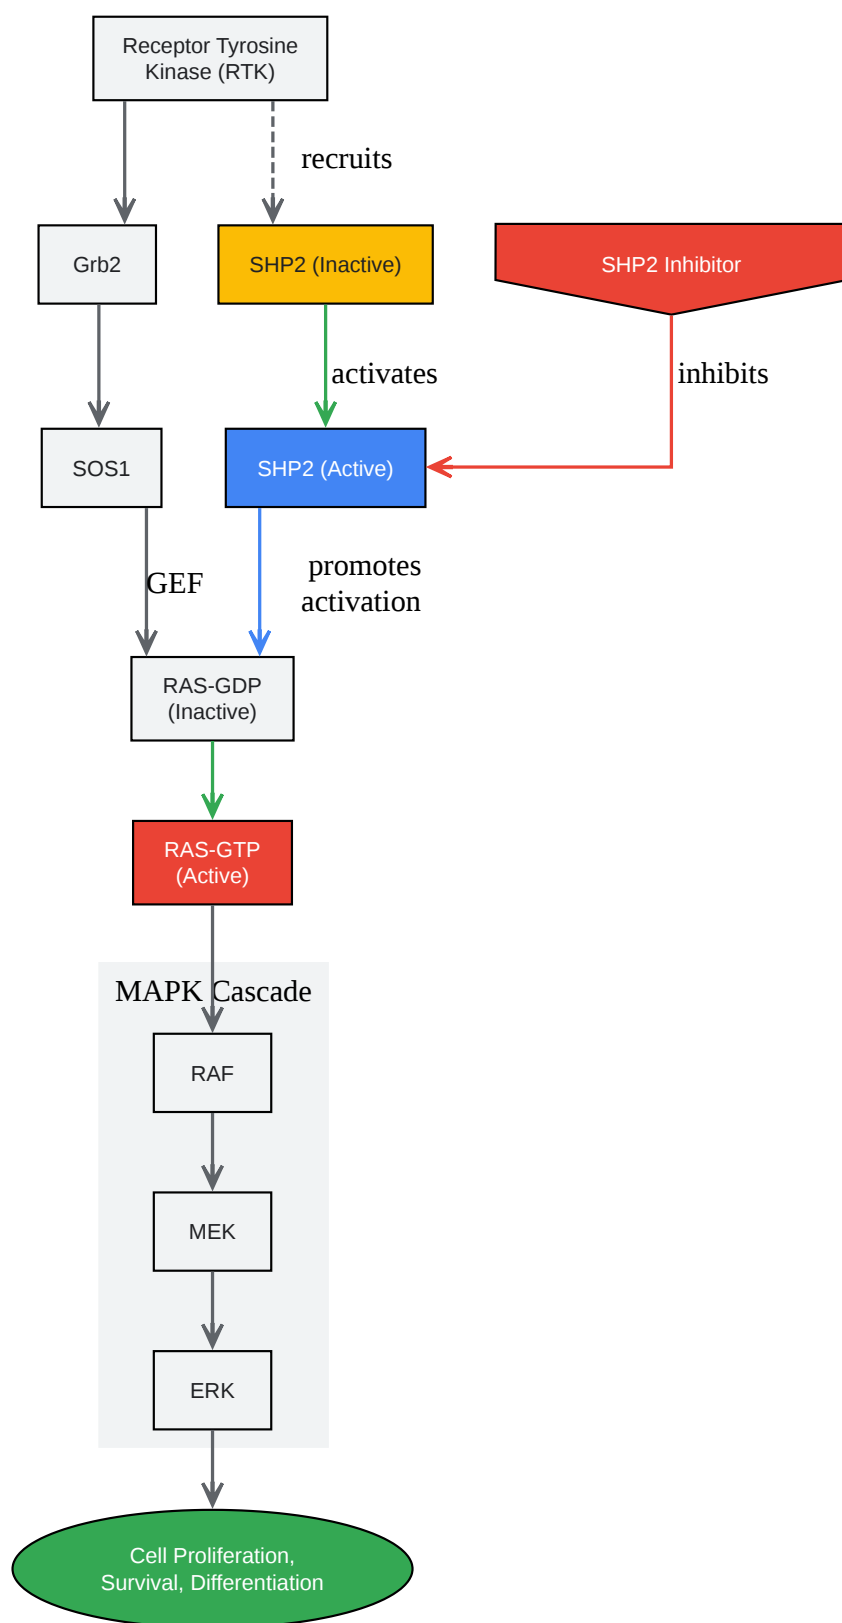 Receptor Tyrosine
Kinase (RTK)
recruits
Grb2
SHP2 (Inactive)
SHP2 Inhibitor
activates
inhibits
SOS1
SHP2 (Active)
GEF
promotes
activation
RAS-GDP
(Inactive)
RAS-GTP
(Active)
MAPK Cascade
RAF
MEK
ERK
Cell Proliferation,
Survival, Differentiation